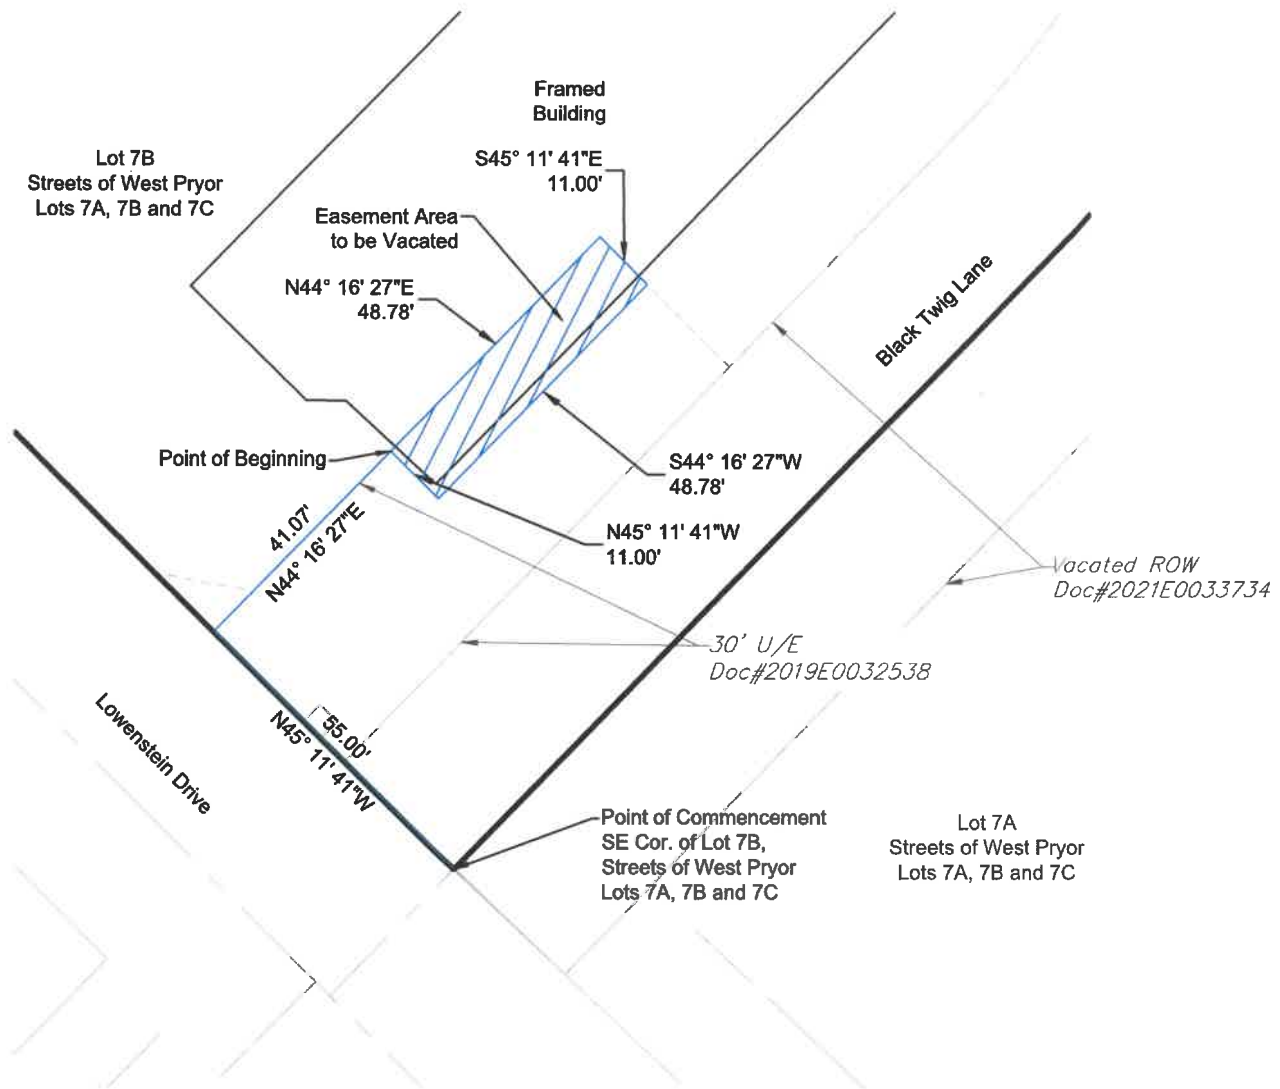 Framed
Building
Lot 7B
Streets of West Pryor
Lots 7A, 7B and 7C
S45° 11' 41"E
11.00'
Easement Area
to be Vacated
N44° 16' 27"E
48.78'
Black Twig Lane
Point of Beginning
S44° 16' 27"W
48.78'
41.07'
N44° 16' 27"E
N45° 11' 41"W
11.00'
Vacated ROW
Doc#2021E0033734
30' U/E
Doc#2019E0032538
Lowenstein Drive
55.00'
N45° 11' 41"W
Point of Commencement
SE Cor. of Lot 7B,
Streets of West Pryor
Lots 7A, 7B and 7C
Lot 7A
Streets of West Pryor
Lots 7A, 7B and 7C